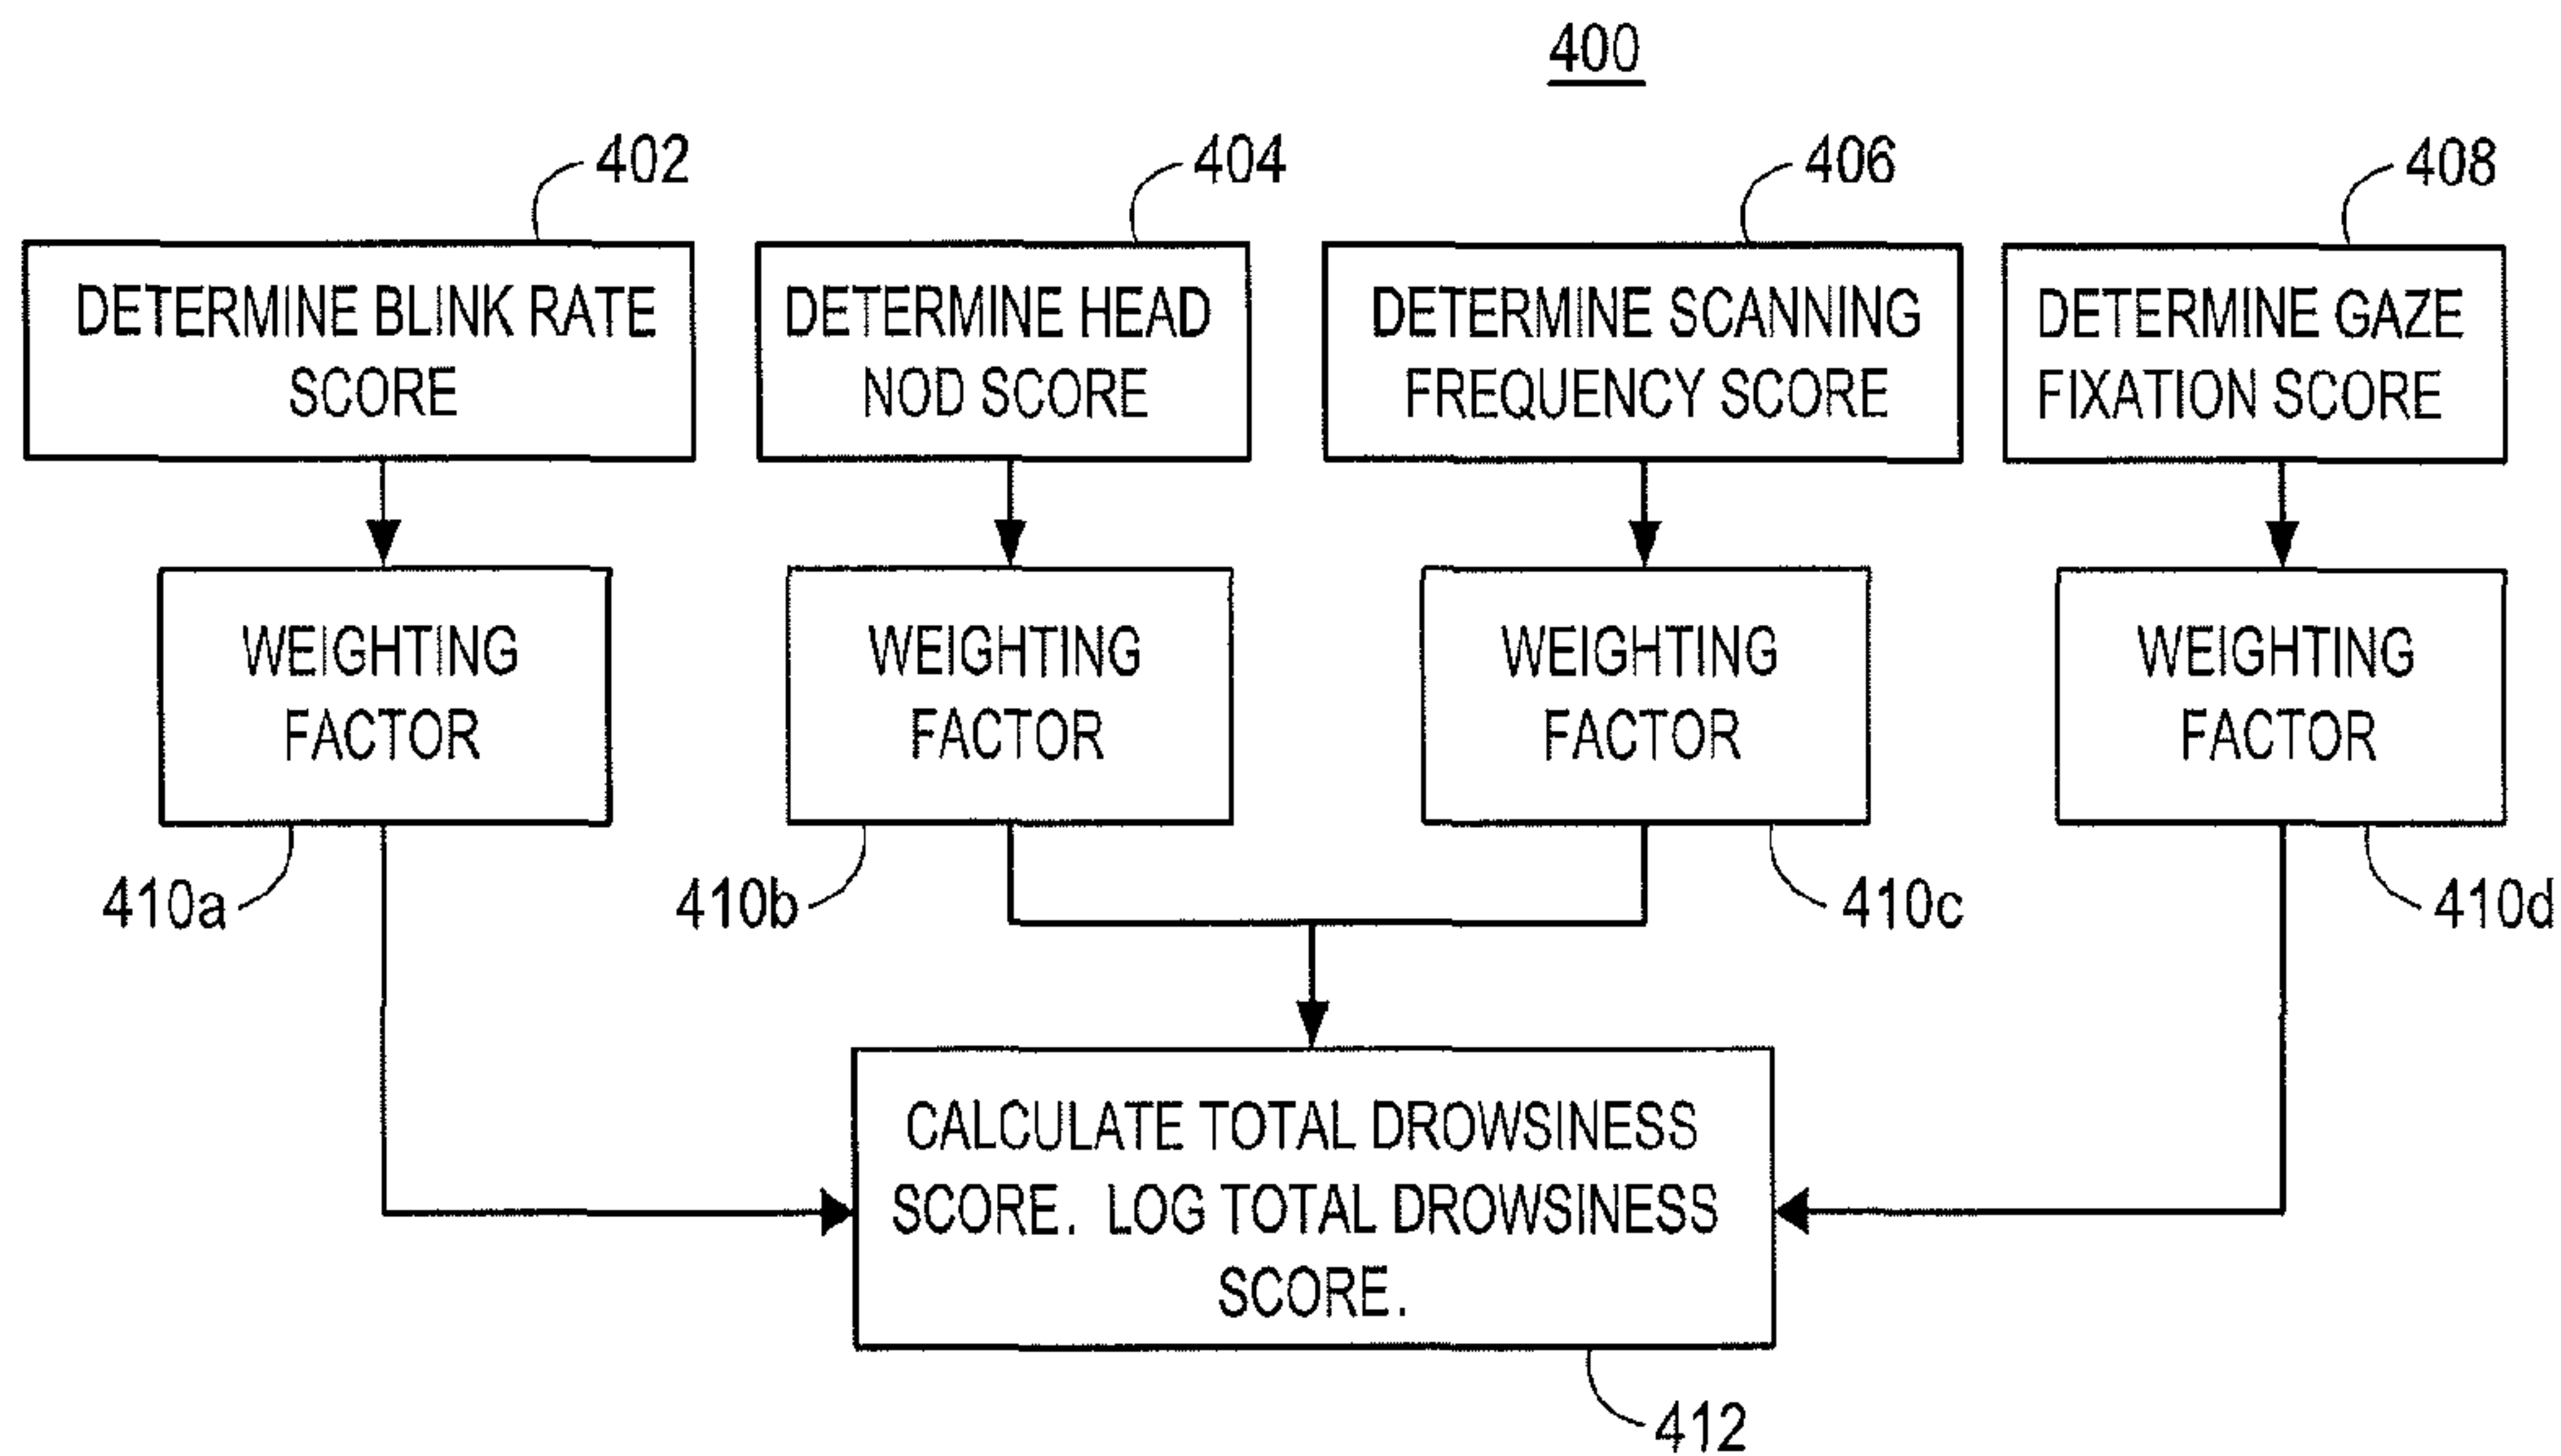 400
402
404
406
408
DETERMINE BLINK RATE
SCORE
DETERMINE HEAD
NOD SCORE
DETERMINE SCANNING
FREQUENCY SCORE
DETERMINE GAZE
FIXATION SCORE
WEIGHTING
FACTOR
WEIGHTING
FACTOR
WEIGHTING
FACTOR
WEIGHTING
FACTOR
410a
410b
410c
410d
CALCULATE TOTAL DROWSINESS
SCORE. LOG TOTAL DROWSINESS
SCORE.
412